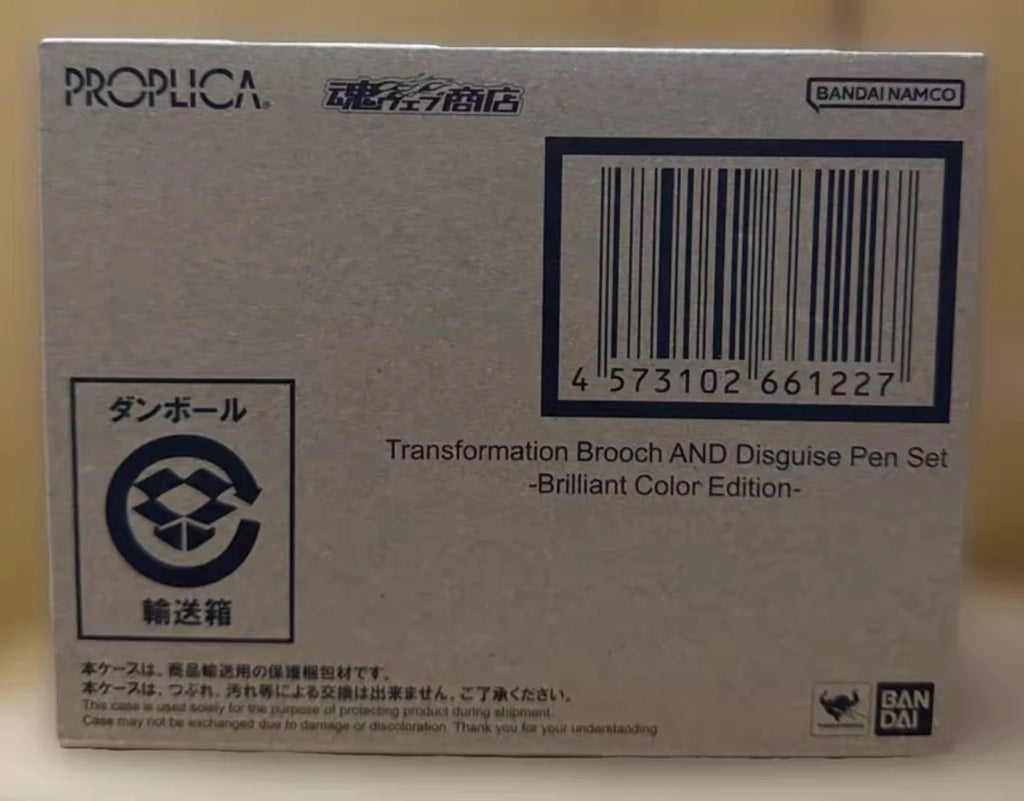 PROPLICA®
魂ウェブ商店
BANDAI NAMCO
4 573102 661227
Transformation Brooch AND Disguise Pen Set
-Brilliant Color Edition-
ダンボール
輸送箱
本ケースは、商品輸送用の保護梱包材です。
本ケースは、つぶれ、汚れ等による交換は出来ません。ご了承ください。
This case is used solely for the purpose of protecting product during shipment.
Case may not be exchanged due to damage or discoloration. Thank you for your understanding
BAN
DAI